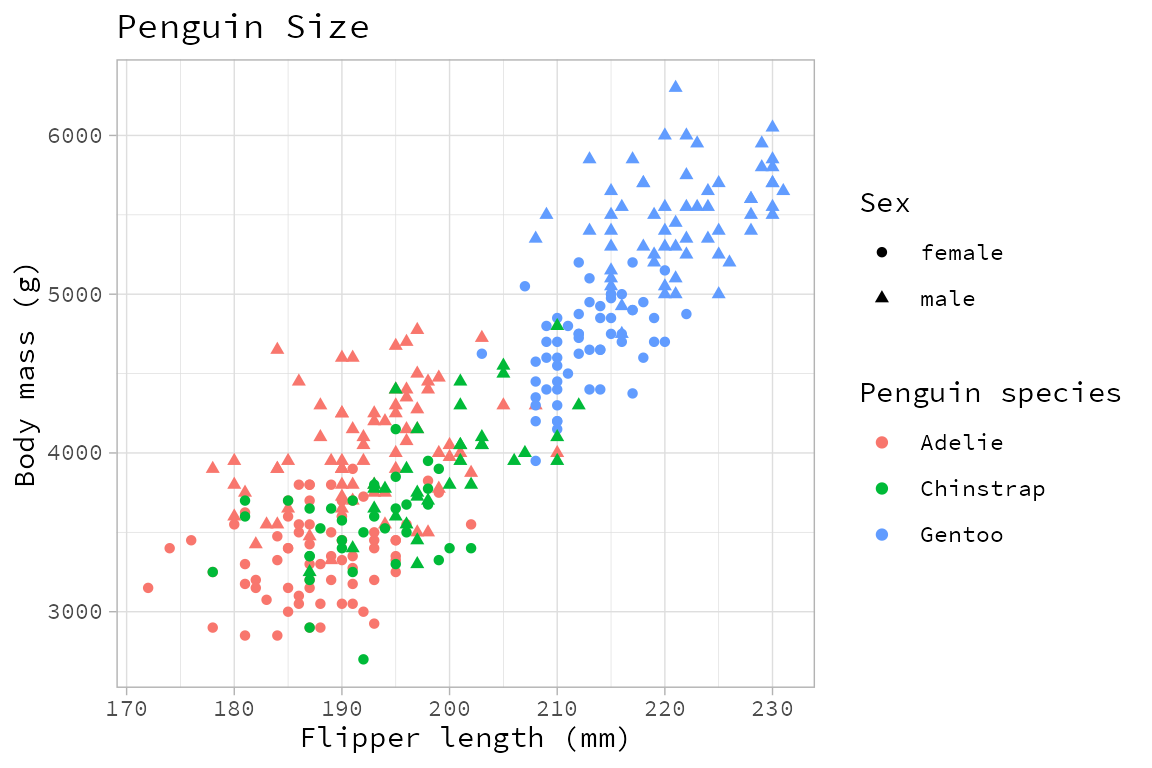 Penguin Size
Body mass (g)
6000
5000
4000
3000
170 180 190 200 210 220 230
Flipper length (mm)
Sex
female
male
Penguin species
Adelie
Chinstrap
Gentoo